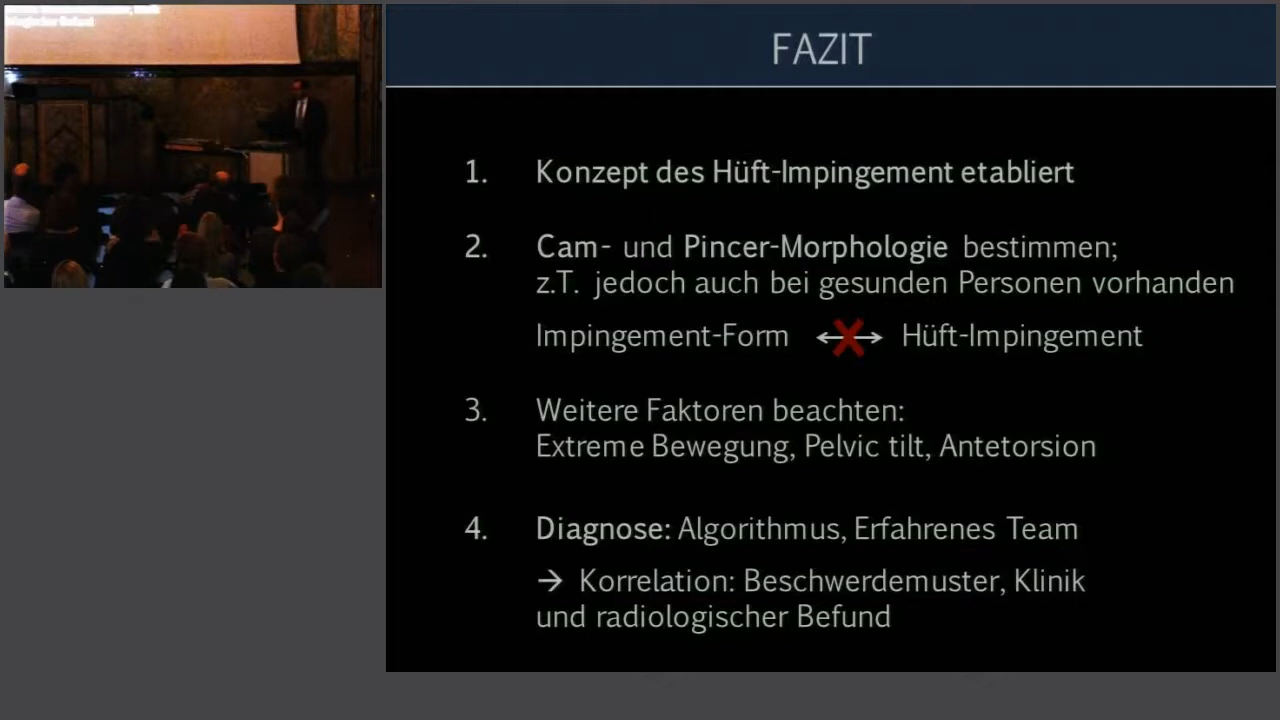 FAZIT
1. Konzept des Hüft-Impingement etabliert
2. Cam- und Pincer-Morphologie bestimmen;
z.T. jedoch auch bei gesunden Personen vorhanden
Impingement-Form ↔ Hüft-Impingement
3. Weitere Faktoren beachten:
Extreme Bewegung, Pelvic tilt, Antetorsion
4. Diagnose: Algorithmus, Erfahrenes Team
→ Korrelation: Beschwerdemuster, Klinik
und radiologischer Befund